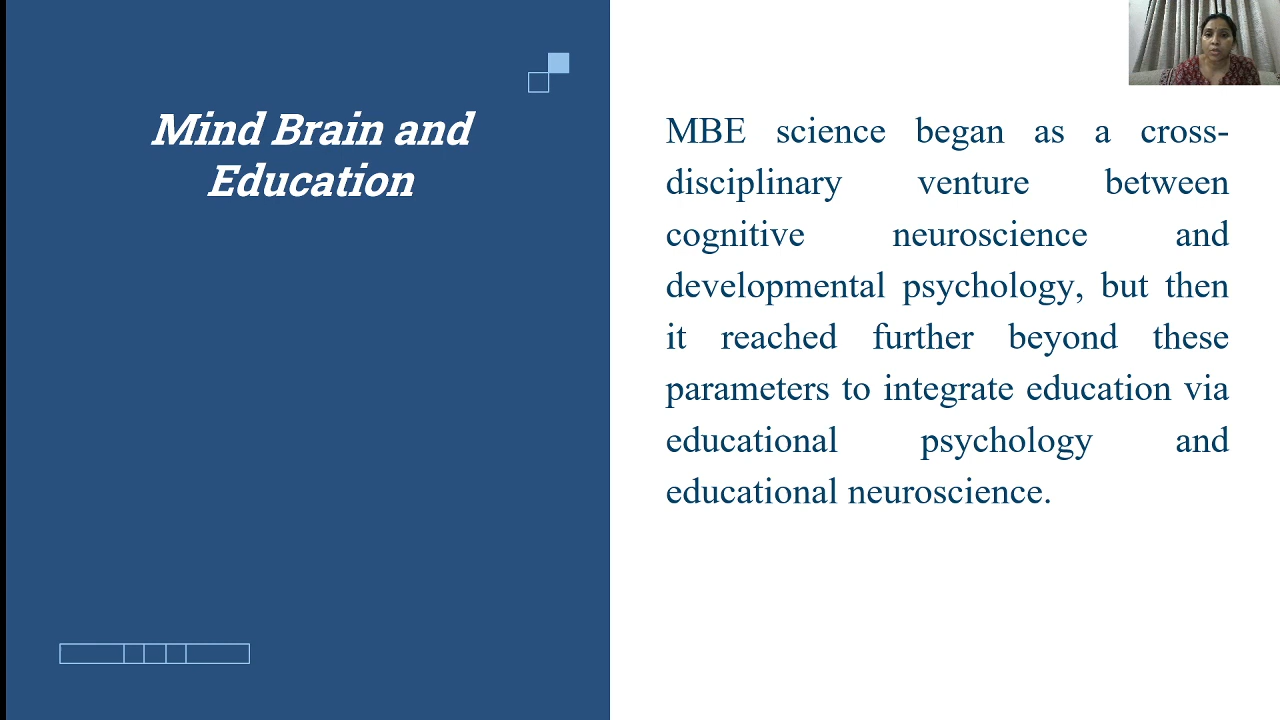 Mind Brain and
Education
MBE science began as a cross-
disciplinary venture between
cognitive neuroscience and
developmental psychology, but then
it reached further beyond these
parameters to integrate education via
educational psychology and
educational neuroscience.